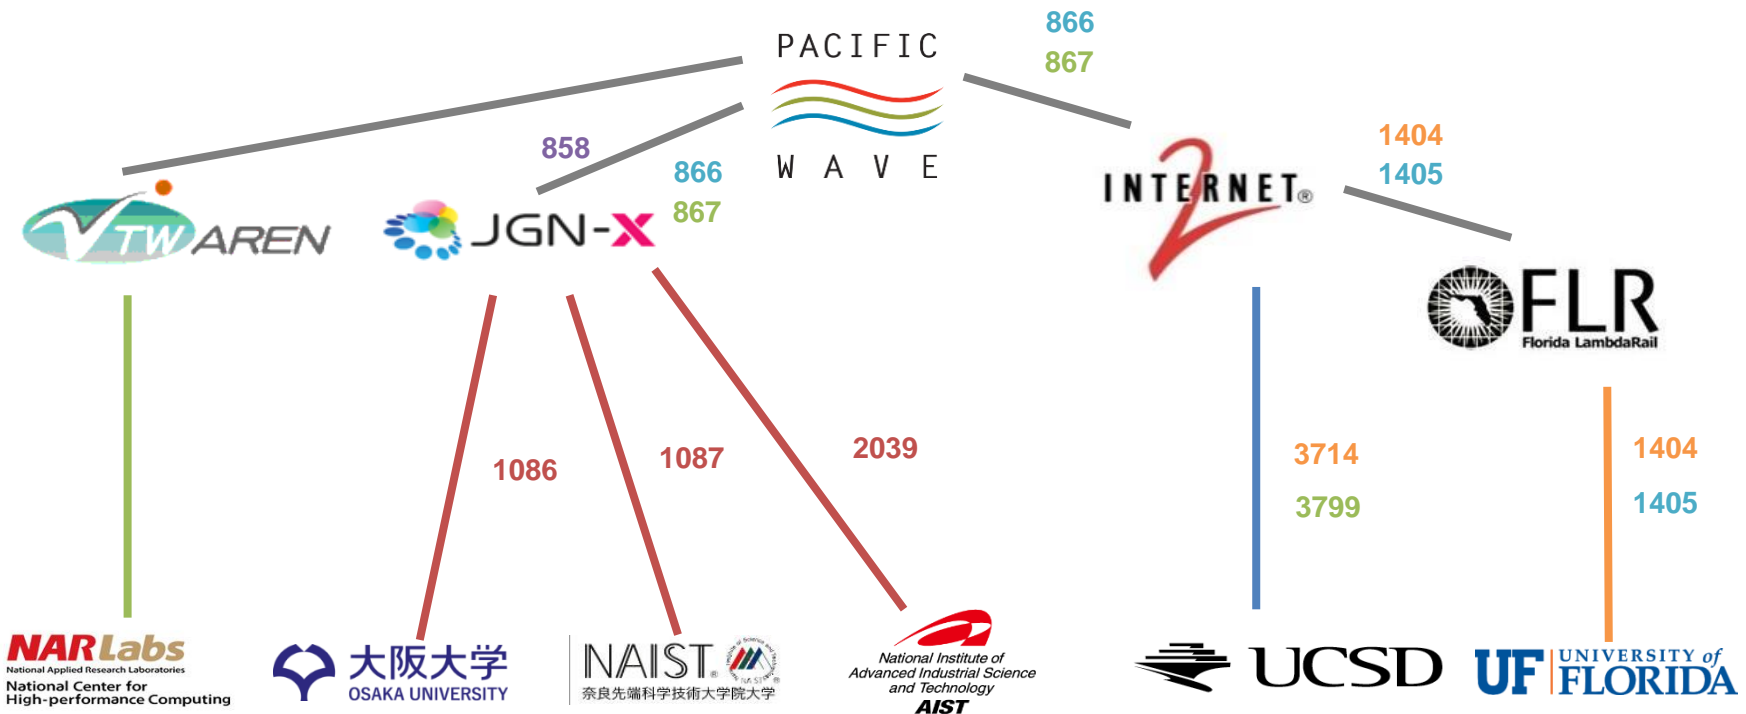 PACIFIC
WAVE
866
867
858
866
867
1404
1405
TWAREN
JGN-X
INTERNET®
2
FLR
Florida LambdaRail
1086
1087
2039
3714
3799
1404
1405
NARLabs
National Applied Research Laboratories
National Center for
High-performance Computing
大阪大学
OSAKA UNIVERSITY
NAIST®
奈良先端科学技術大学院大学
National Institute of
Advanced Industrial Science
and Technology
AIST
UCSD
UF UNIVERSITY of
FLORIDA